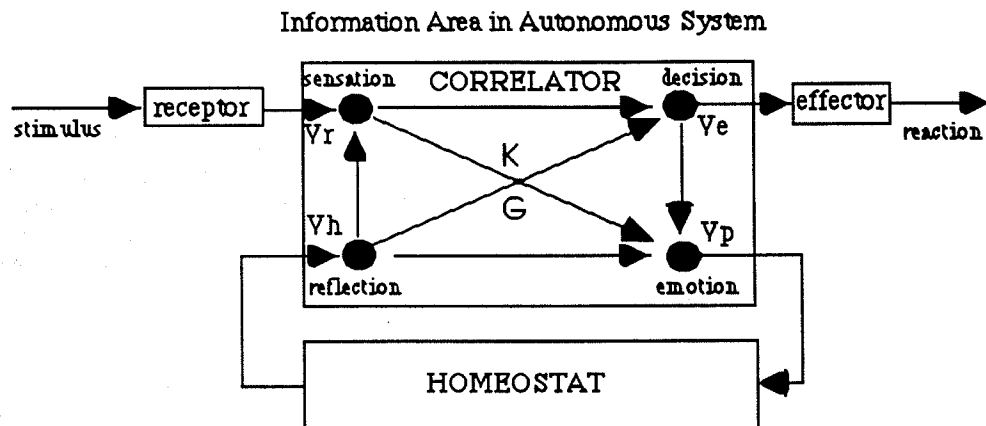 Information Area in Autonomous System
sensation CORRELATOR decision
receptor effector
stimulus Vr Ve reaction
K
G
Vh Vp
reflection emotion
HOMEOSTAT